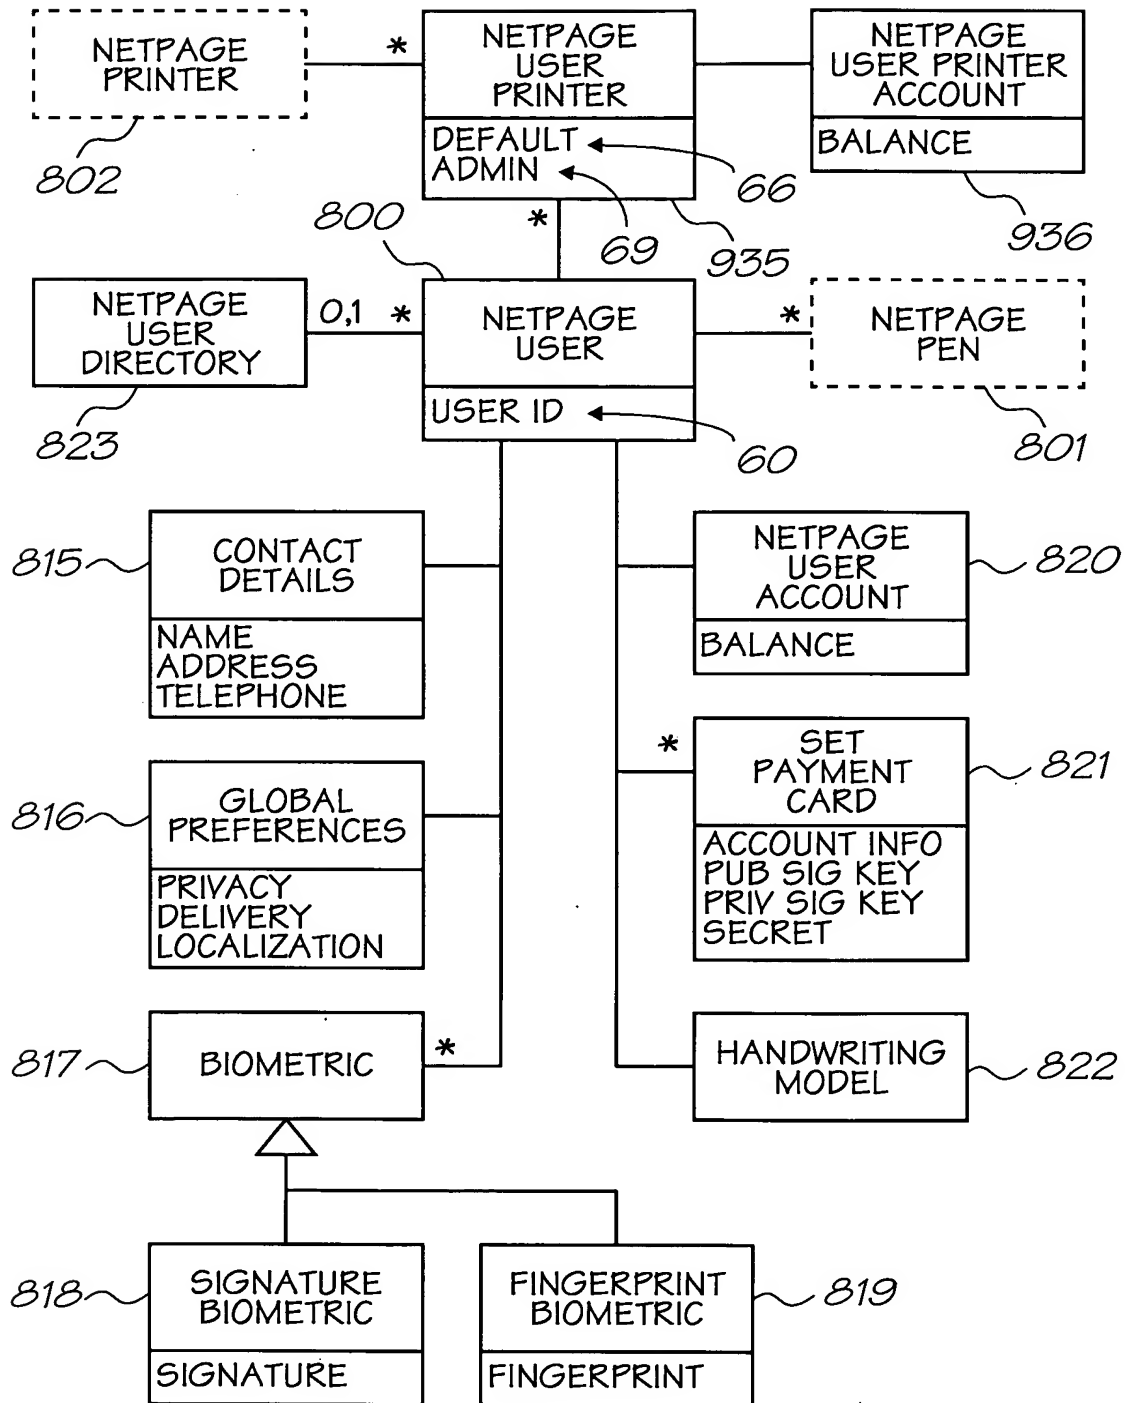 NETPAGE
PRINTER
802
*
NETPAGE
USER
PRINTER
DEFAULT
ADMIN
66
69
935
NETPAGE
USER PRINTER
ACCOUNT
BALANCE
936
*
800
NETPAGE
USER
DIRECTORY
823
0,1
*
NETPAGE
USER
USER ID
60
*
NETPAGE
PEN
801
815
CONTACT
DETAILS
NAME
ADDRESS
TELEPHONE
NETPAGE
USER
ACCOUNT
BALANCE
820
816
GLOBAL
PREFERENCES
PRIVACY
DELIVERY
LOCALIZATION
*
SET
PAYMENT
CARD
ACCOUNT INFO
PUB SIG KEY
PRIV SIG KEY
SECRET
821
817
BIOMETRIC
*
HANDWRITING
MODEL
822
818
SIGNATURE
BIOMETRIC
SIGNATURE
FINGERPRINT
BIOMETRIC
FINGERPRINT
819